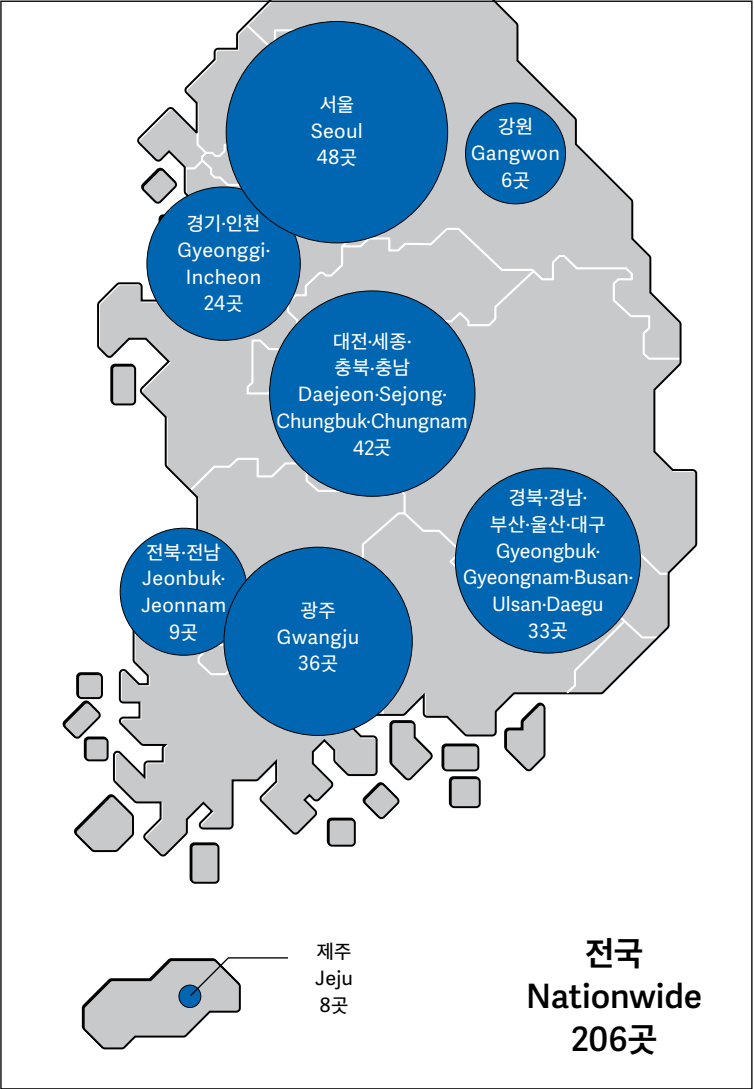 서울
Seoul
48곳
강원
Gangwon
6곳
경기·인천
Gyeonggi·
Incheon
24곳
대전·세종·
충북·충남
Daejeon·Sejong·
Chungbuk·Chungnam
42곳
경북·경남·
부산·울산·대구
Gyeongbuk·
Gyeongnam·Busan·
Ulsan·Daegu
33곳
전북·전남
Jeonbuk·
Jeonnam
9곳
광주
Gwangju
36곳
제주
Jeju
8곳
전국
Nationwide
206곳